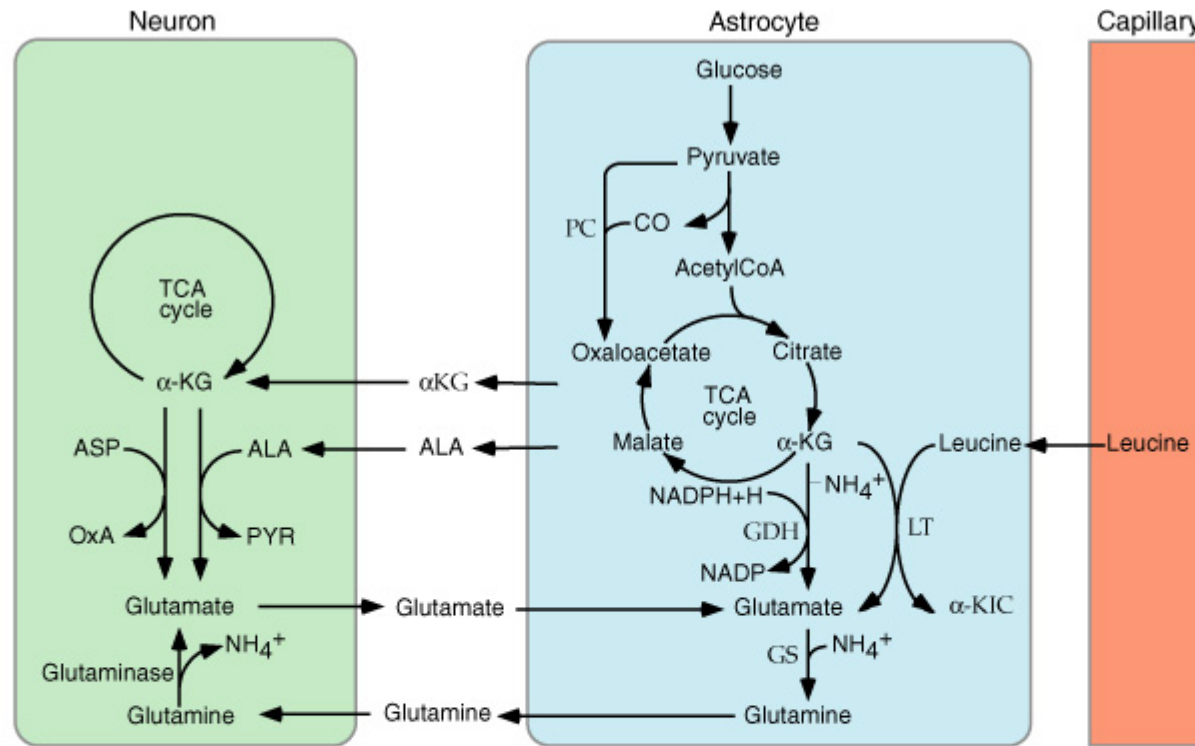 Neuron
Astrocyte
Capillary
Glucose
Pyruvate
PC
CO
AcetylCoA
TCA
cycle
Oxaloacetate
Citrate
α-KG
αKG
TCA
cycle
ASP
ALA
ALA
Malate
α-KG
Leucine
Leucine
NADPH+H
NH4+
OxA
PYR
GDH
LT
NADP
Glutamate
Glutamate
Glutamate
α-KIC
NH4+
GS
NH4+
Glutaminase
Glutamine
Glutamine
Glutamine